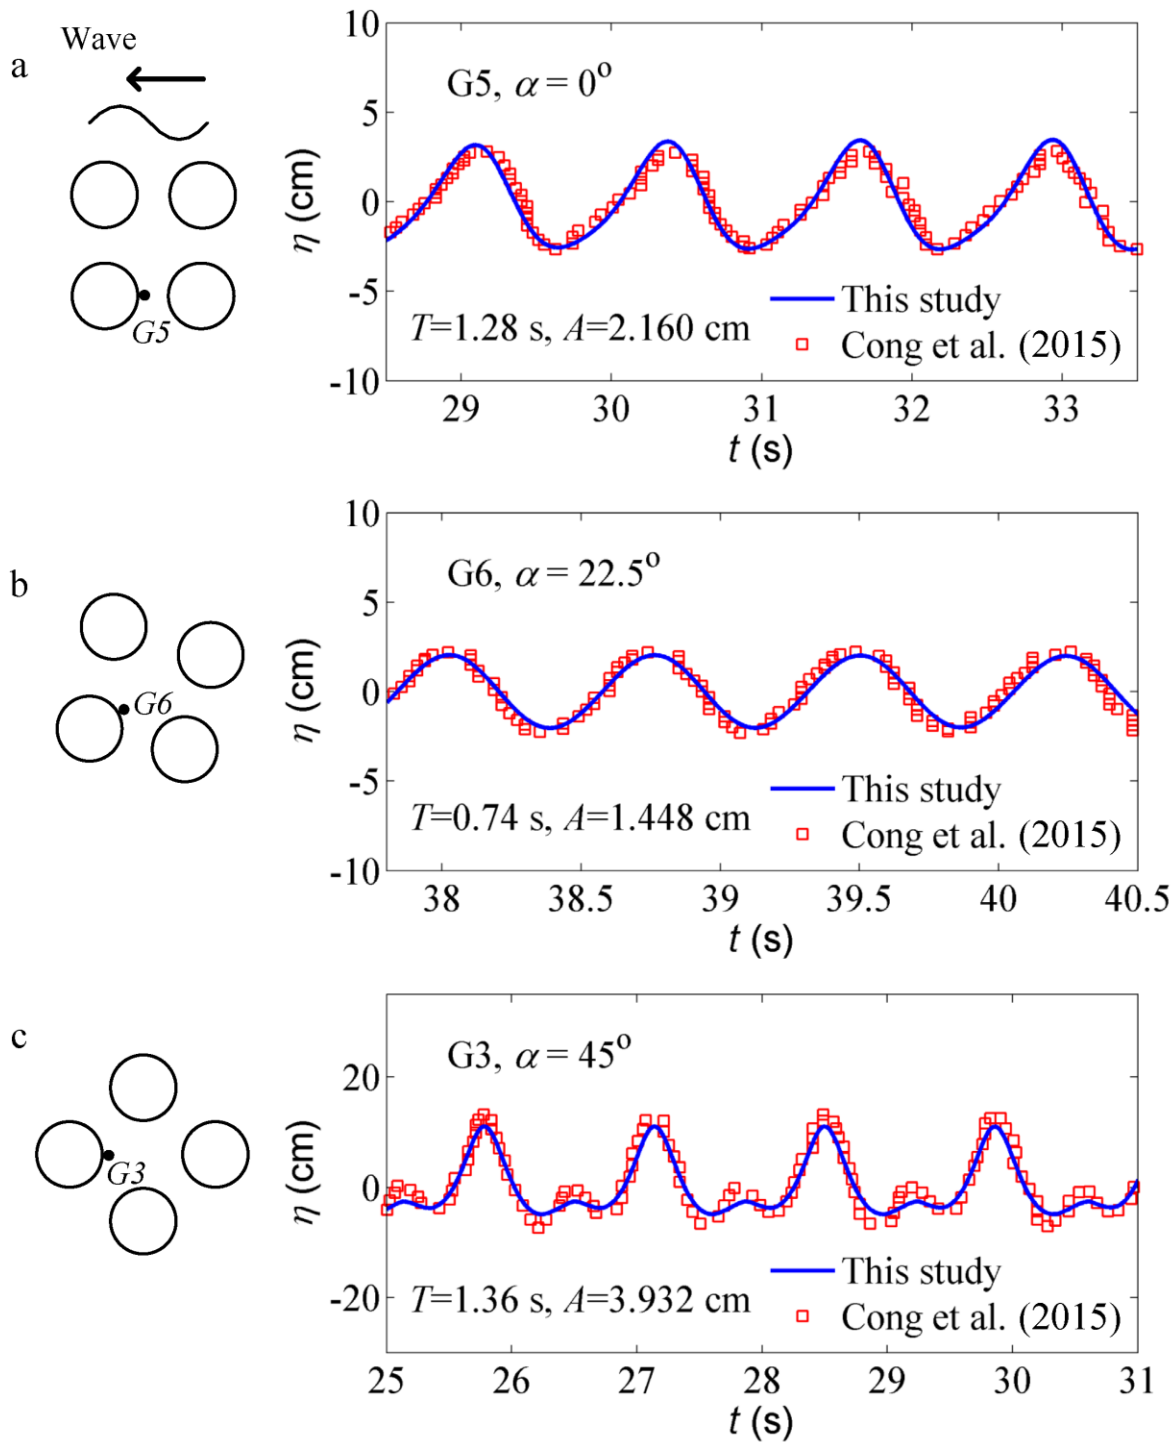 a
Wave
G5
10
5
0
-5
-10
η (cm)
G5, α = 0°
T=1.28 s, A=2.160 cm
This study
Cong et al. (2015)
29 30 31 32 33
t (s)
b
G6
10
5
0
-5
-10
η (cm)
G6, α = 22.5°
T=0.74 s, A=1.448 cm
This study
Cong et al. (2015)
38 38.5 39 39.5 40 40.5
t (s)
c
G3
20
0
-20
η (cm)
G3, α = 45°
T=1.36 s, A=3.932 cm
This study
Cong et al. (2015)
25 26 27 28 29 30 31
t (s)